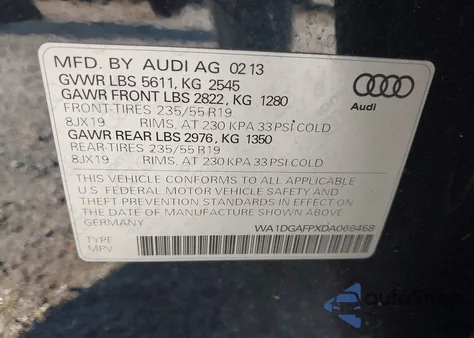 MFD. BY AUDI AG 02 13
GVWR LBS 5611, KG 2545
GAWR FRONT LBS 2822, KG 1280
FRONT-TIRES 235/55 R19
8JX19 RIMS, AT 230 KPA 33 PSI COLD
GAWR REAR LBS 2976, KG 1350
REAR-TIRES 235/55 R19
8JX19 RIMS, AT 230 KPA 33 PSI COLD
Audi
THIS VEHICLE CONFORMS TO ALL APPLICABLE
U.S. FEDERAL MOTOR VEHICLE SAFETY AND
THEFT PREVENTION STANDARDS IN EFFECT
ON THE DATE OF MANUFACTURE SHOWN ABOVE
GERMANY
WA1DGAFPXDA066458
TYPE
MPV